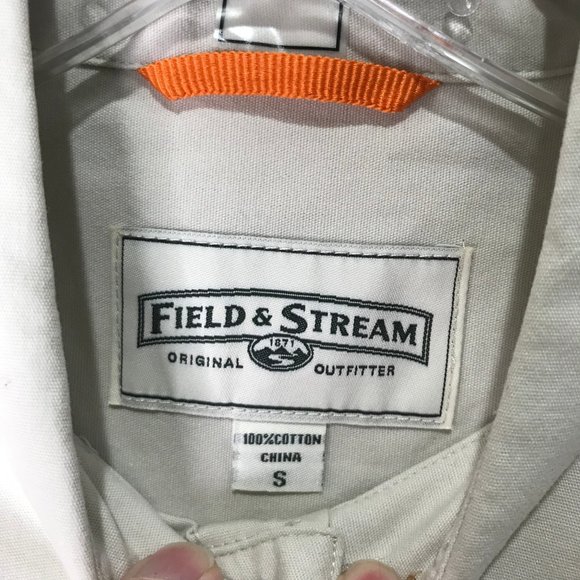 FIELD & STREAM
1871
ORIGINAL OUTFITTER
100%COTTON
CHINA
S